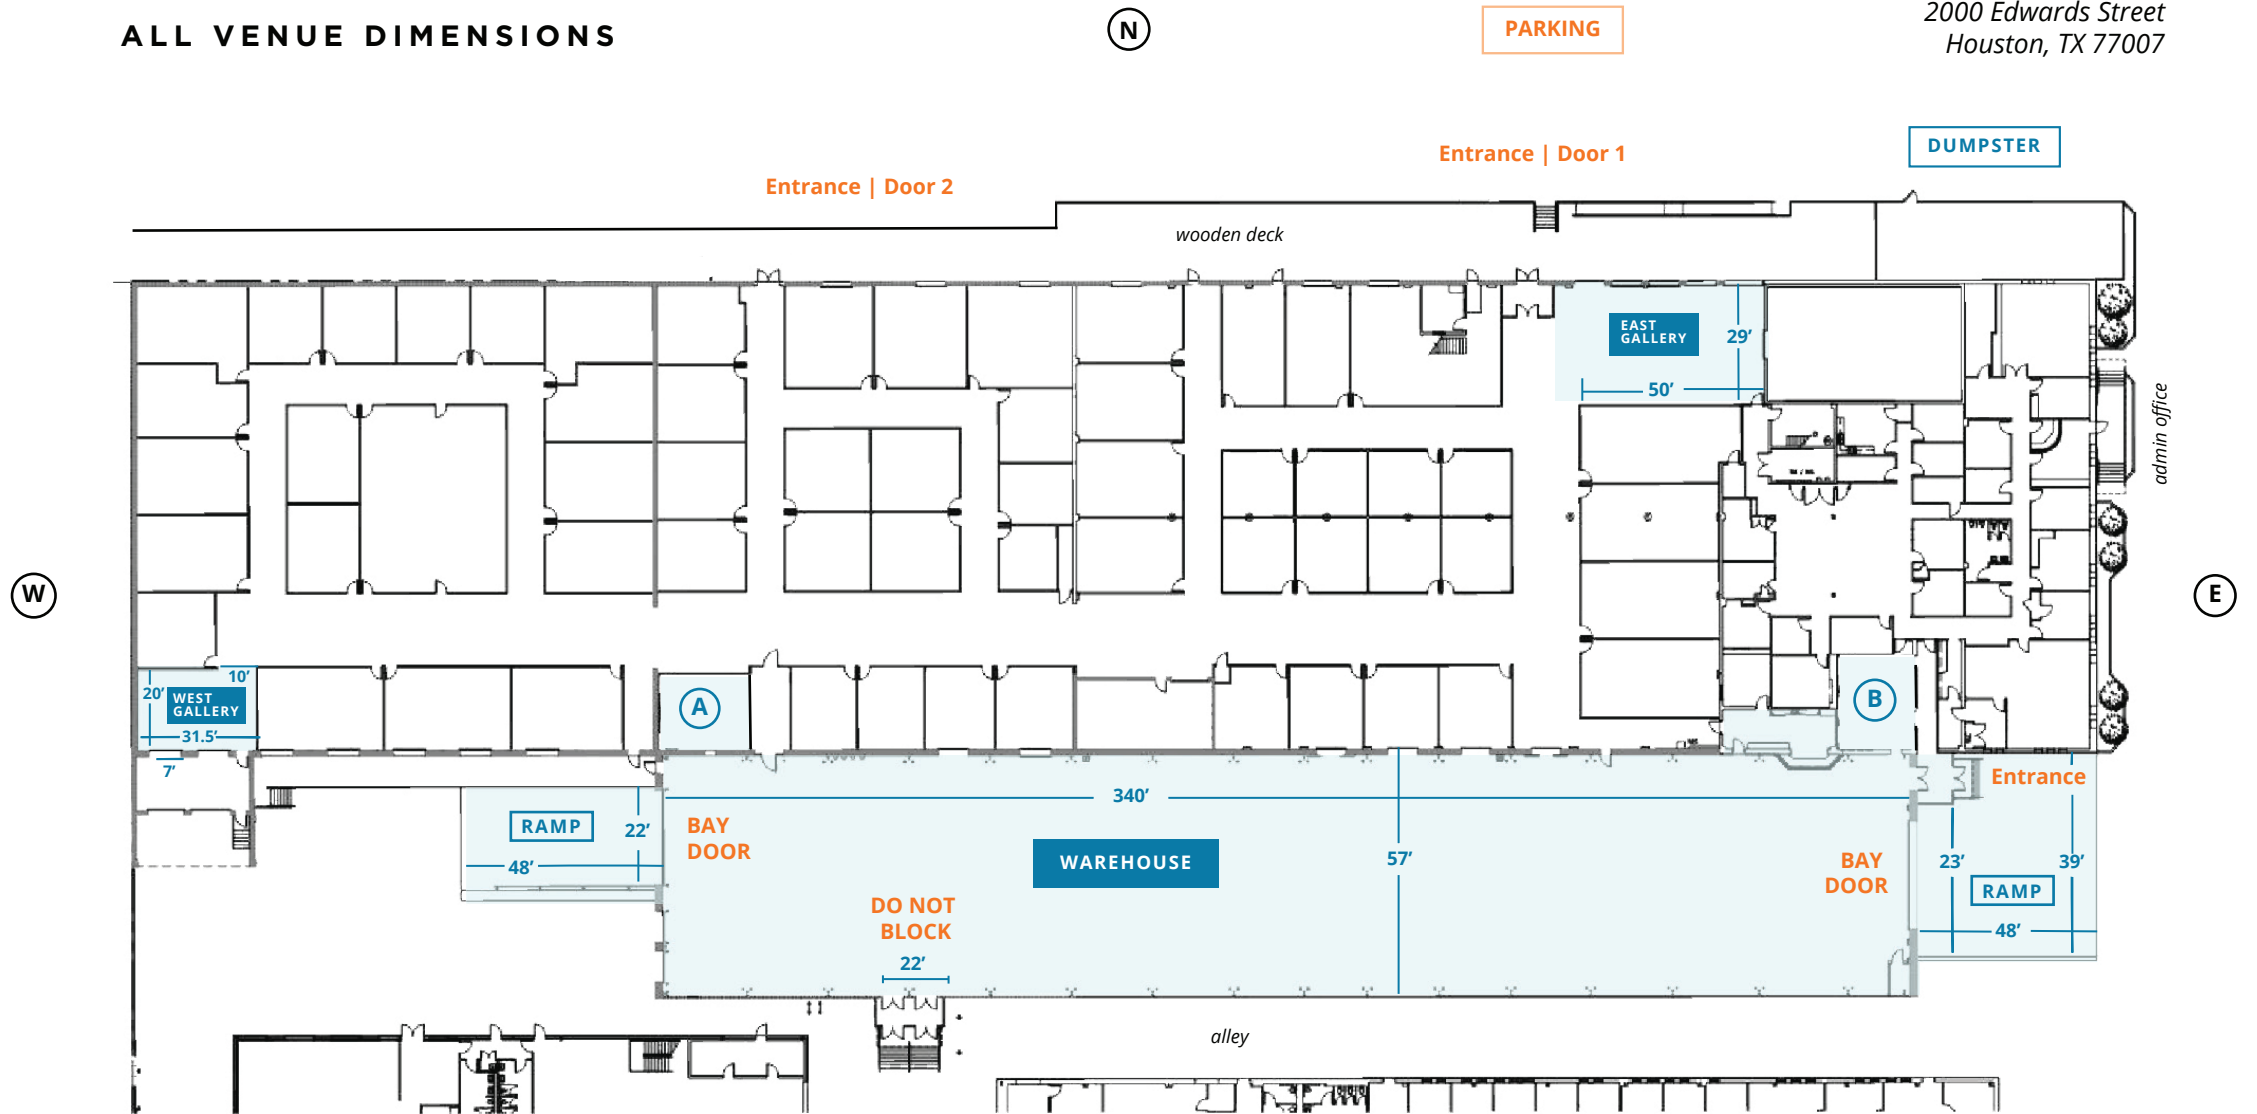 ALL VENUE DIMENSIONS
N
PARKING
2000 Edwards Street
Houston, TX 77007
Entrance | Door 2
Entrance | Door 1
DUMPSTER
wooden deck
EAST
GALLERY
29’
50’
admin office
W
E
10’
20’
WEST
GALLERY
31.5’
7’
A
B
Entrance
340’
RAMP
22’
48’
BAY
DOOR
WAREHOUSE
57’
BAY
DOOR
23’
39’
RAMP
48’
DO NOT
BLOCK
22’
alley